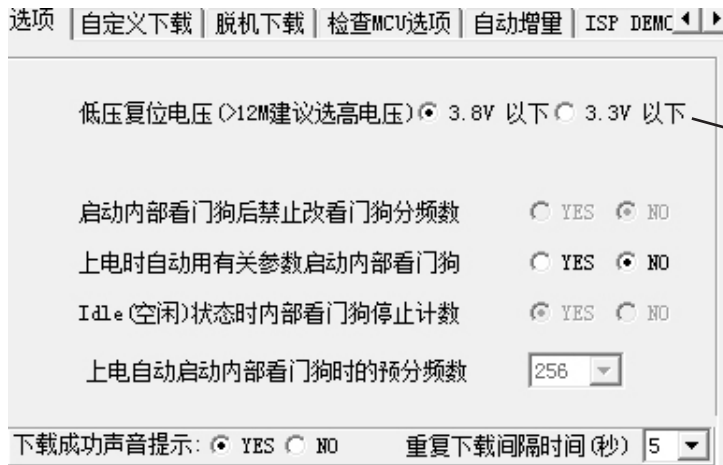 选项 自定义下载 脱机下载 检查MCU选项 自动增量 ISP DEMO
低压复位电压(>12M建议选高电压) 3.8V 以下 3.3V 以下
启动内部看门狗后禁止改看门狗分频数 YES NO
上电时自动用有关参数启动内部看门狗 YES NO
Idle(空闲)状态时内部看门狗停止计数 YES NO
上电自动启动内部看门狗时的预分频数 256
下载成功声音提示: YES NO 重复下载间隔时间(秒) 5